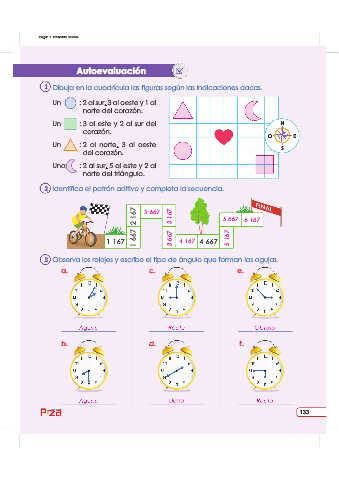 Autoevaluación
1 Dibuja en la cuadrícula las figuras según las indicaciones dadas.
Un : 2 al sur, 3 al oeste y 1 al
norte del corazón.
Un : 3 al este y 2 al sur del
corazón.
Un : 2 al norte, 3 al oeste
del corazón.
Una : 2 al sur, 5 al este y 2 al
norte del triángulo.
N
O E
S
2 Identifica el patrón aditivo y completa la secuencia.
1 167
1 667
2 167
2 667
3 167
3 667
4 167
4 667
5 167
5 667
6 167
FINAL
3 Observa los relojes y escribe el tipo de ángulo que forman las agujas.
a. c. e.
Agudo Recto Obtuso
b. d. f.
Agudo Llano Recto
133